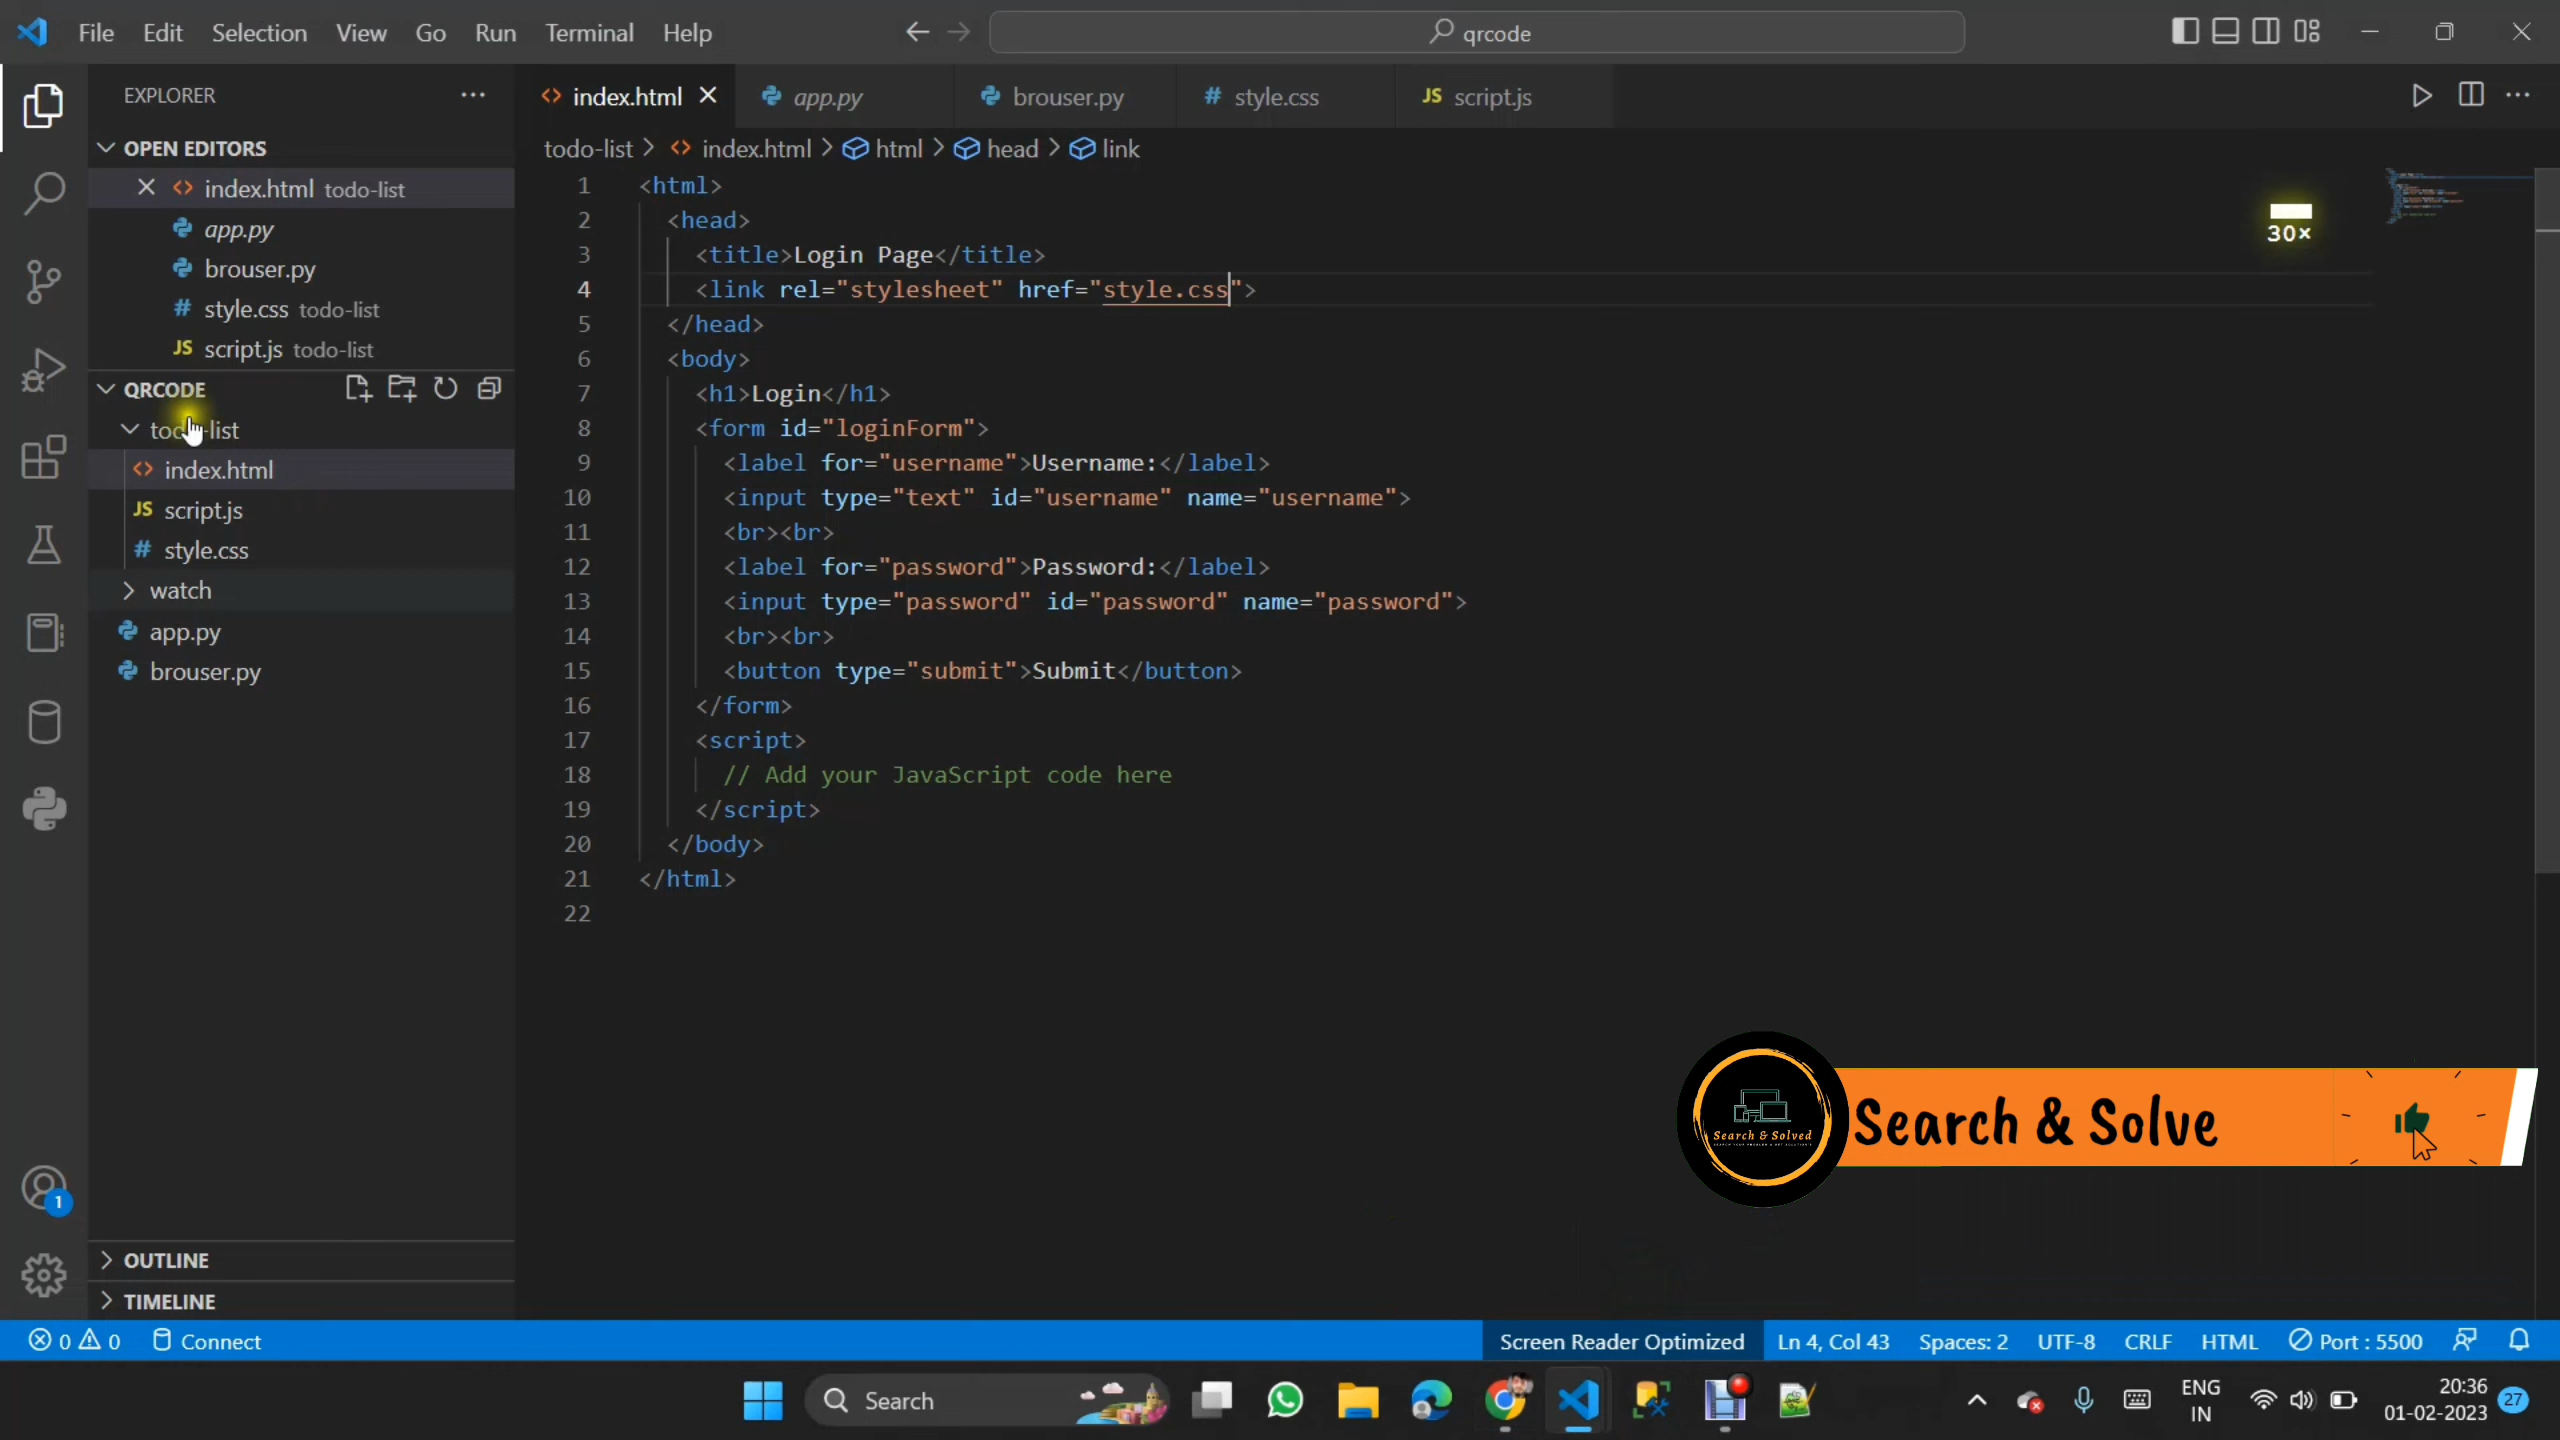 File Edit Selection View Go Run Terminal Help
qrcode
EXPLORER
OPEN EDITORS
index.html todo-list
app.py
brouser.py
style.css todo-list
JS script.js todo-list
QRCODE
todo-list
index.html
JS script.js
style.css
watch
app.py
brouser.py
OUTLINE
TIMELINE
index.html
app.py
brouser.py
# style.css
JS script.js
todo-list > index.html > html > head > link
1 <html>
2 <head>
3 <title>Login Page</title>
4 <link rel="stylesheet" href="style.css">
5 </head>
6 <body>
7 <h1>Login</h1>
8 <form id="loginForm">
9 <label for="username">Username:</label>
10 <input type="text" id="username" name="username">
11 <br><br>
12 <label for="password">Password:</label>
13 <input type="password" id="password" name="password">
14 <br><br>
15 <button type="submit">Submit</button>
16 </form>
17 <script>
18 // Add your JavaScript code here
19 </script>
20 </body>
21 </html>
22
30×
Search & Solved
Search & Solve
1
0 0 Connect
Screen Reader Optimized Ln 4, Col 43 Spaces: 2 UTF-8 CRLF HTML Port : 5500
Search
ENG
IN
20:36
01-02-2023
27